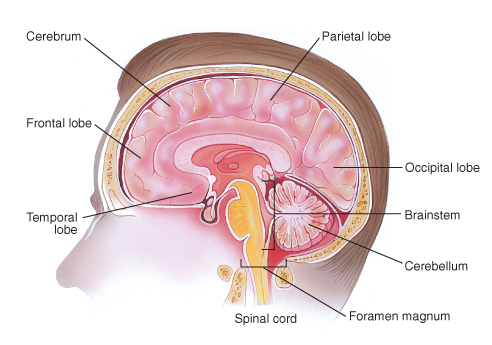 Cerebrum
Parietal lobe
Frontal lobe
Occipital lobe
Temporal
lobe
Brainstem
Cerebellum
Spinal cord
Foramen magnum